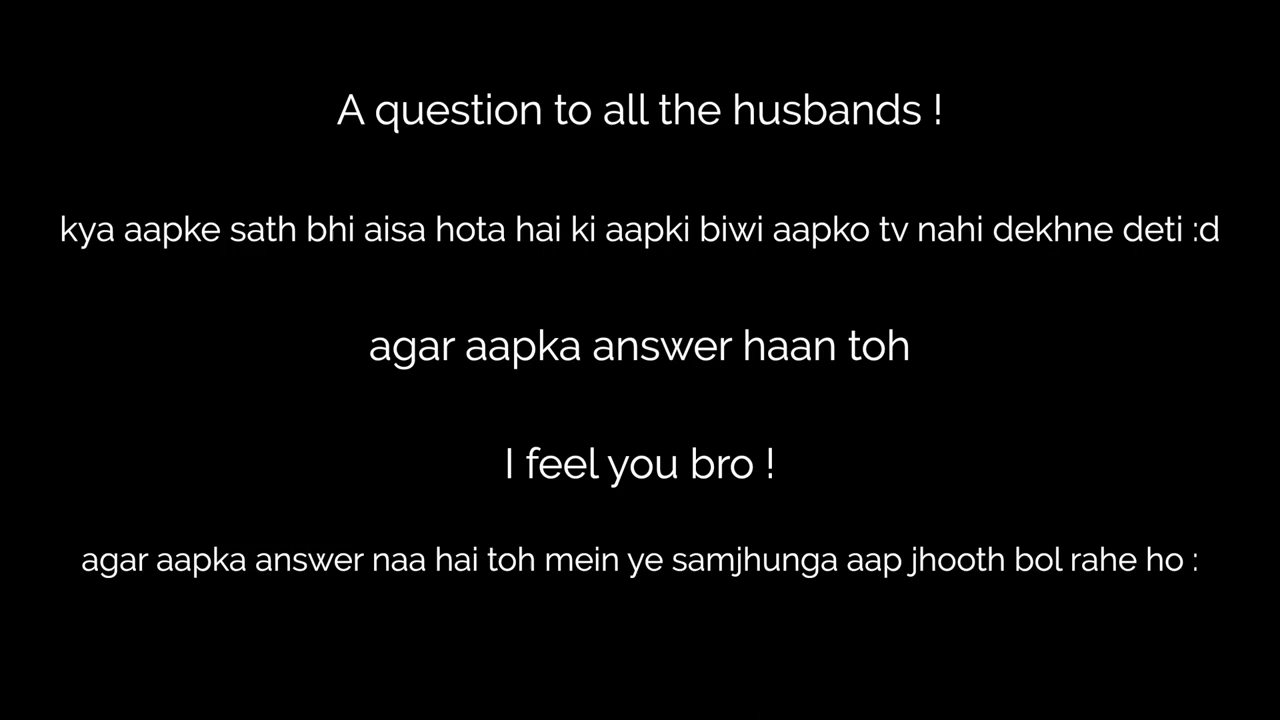 A question to all the husbands !
kya aapke sath bhi aisa hota hai ki aapki biwi aapko tv nahi dekhne deti :d
agar aapka answer haan toh
I feel you bro !
agar aapka answer naa hai toh mein ye samjhunga aap jhooth bol rahe ho :